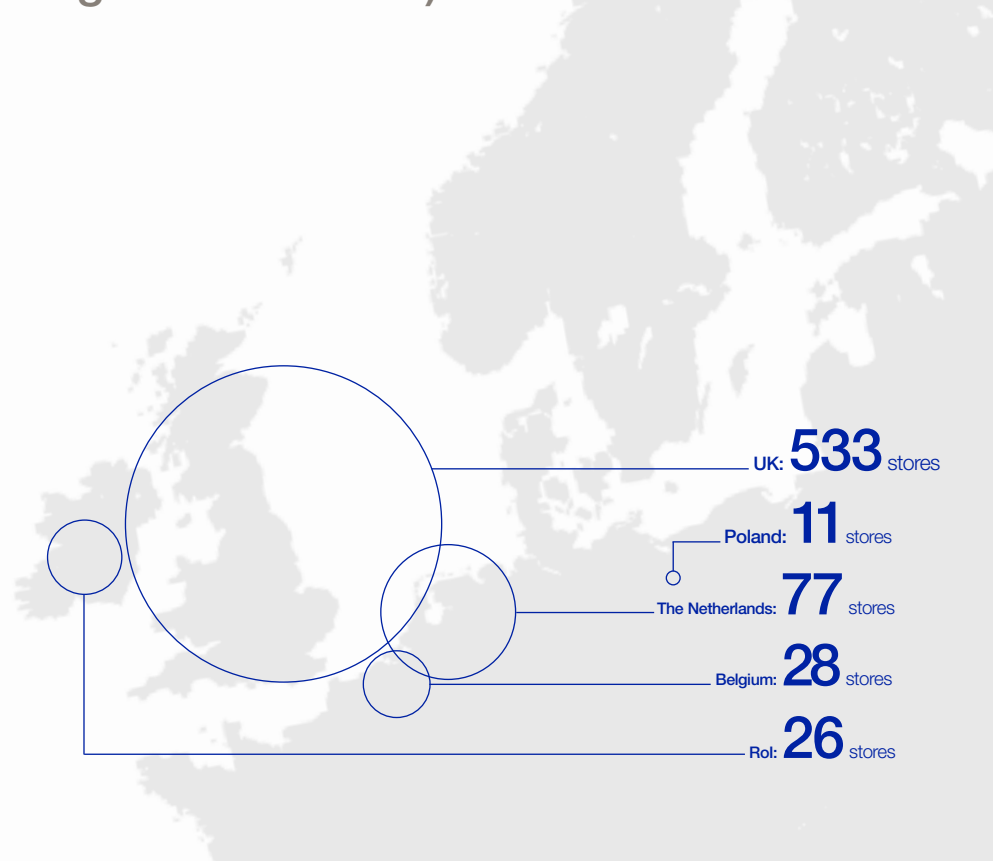 UK: 533 stores
Poland: 11 stores
The Netherlands: 77 stores
Belgium: 28 stores
RoI: 26 stores